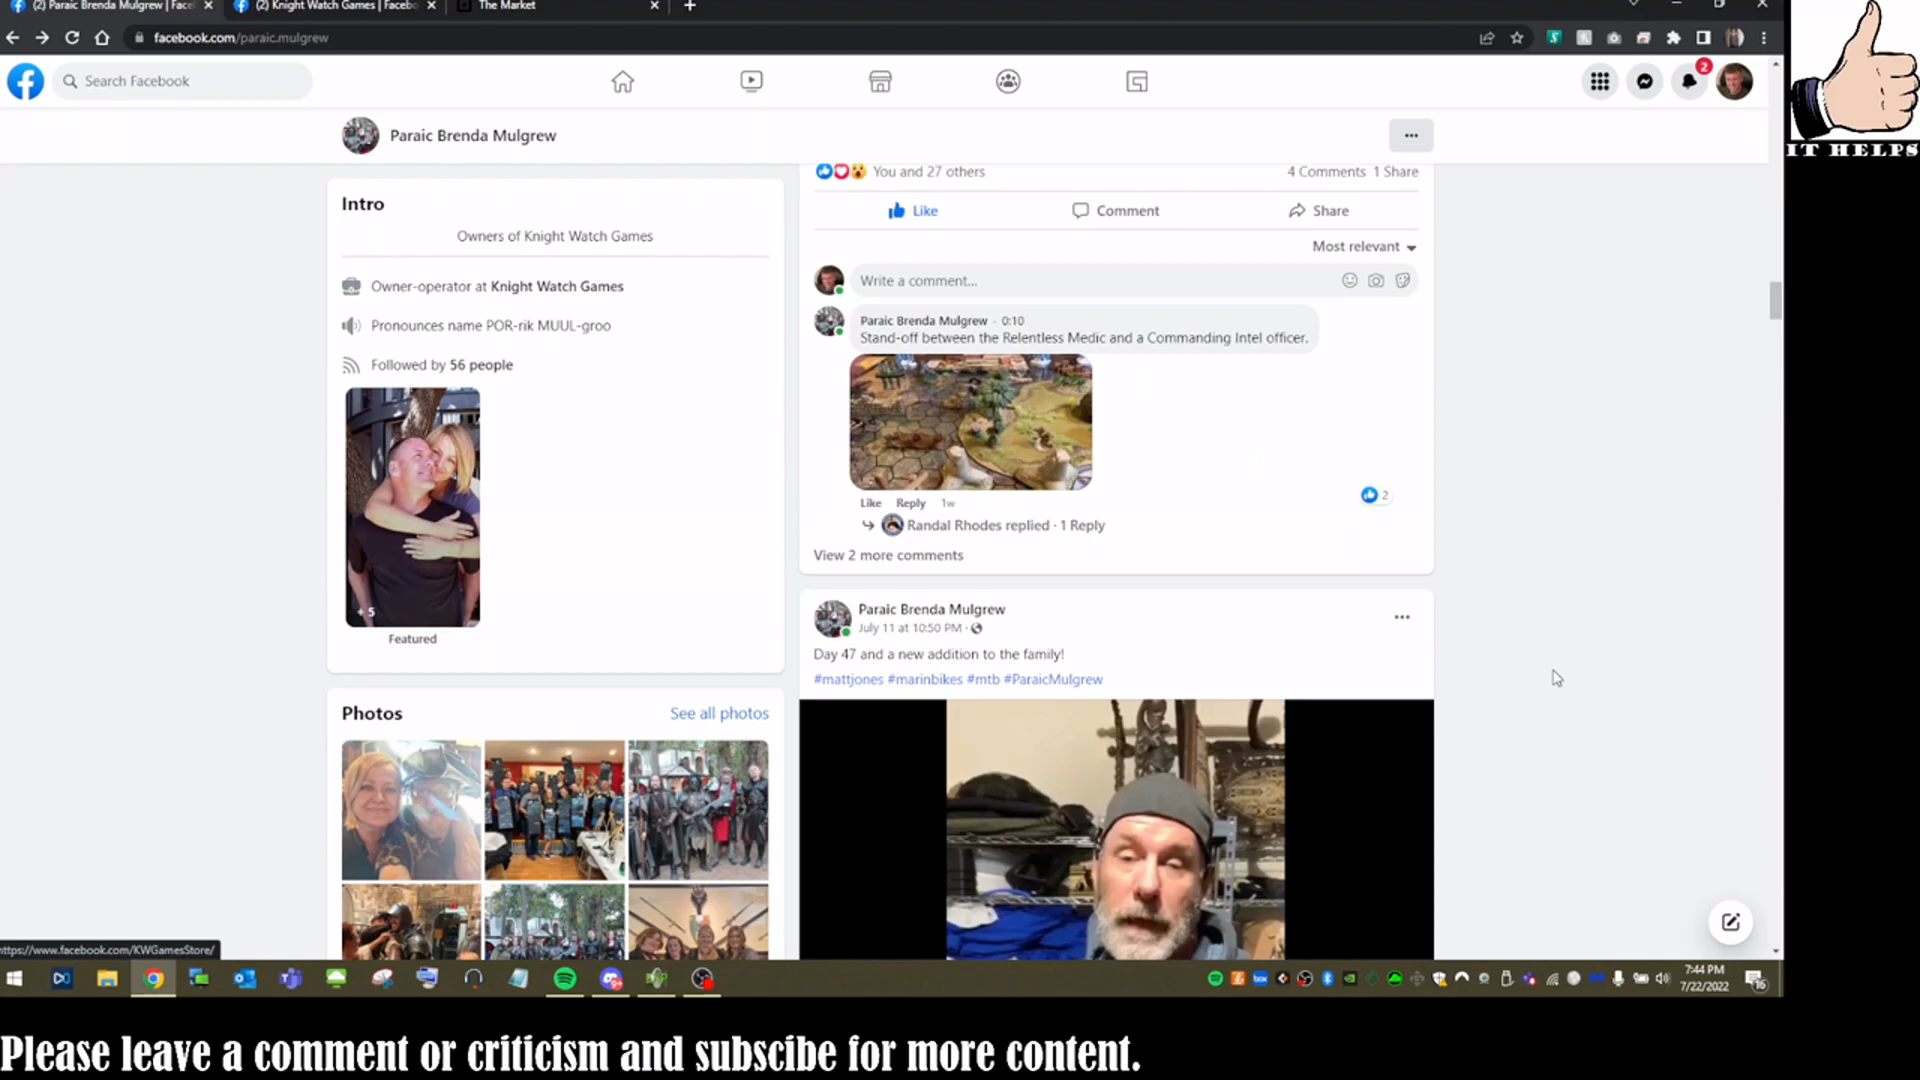 (2) Paraic Brenda Mulgrew | Face
(2) Knight Watch Games | Facebo
The Market
facebook.com/paraic.mulgrew
Search Facebook
2
IT HELPS
Paraic Brenda Mulgrew
Intro
Owners of Knight Watch Games
Owner-operator at Knight Watch Games
Pronounces name POR-rik MUUL-groo
Followed by 56 people
+5
Featured
Photos
See all photos
You and 27 others
4 Comments 1 Share
Like
Comment
Share
Most relevant
Write a comment...
Paraic Brenda Mulgrew · 0:10
Stand-off between the Relentless Medic and a Commanding Intel officer.
Like Reply 1w
2
Randal Rhodes replied · 1 Reply
View 2 more comments
Paraic Brenda Mulgrew
July 11 at 10:50 PM ·
Day 47 and a new addition to the family!
#mattjones #marinbikes #mtb #ParaicMulgrew
https://www.facebook.com/KWGamesStore/
7:44 PM
7/22/2022
Please leave a comment or criticism and subscibe for more content.